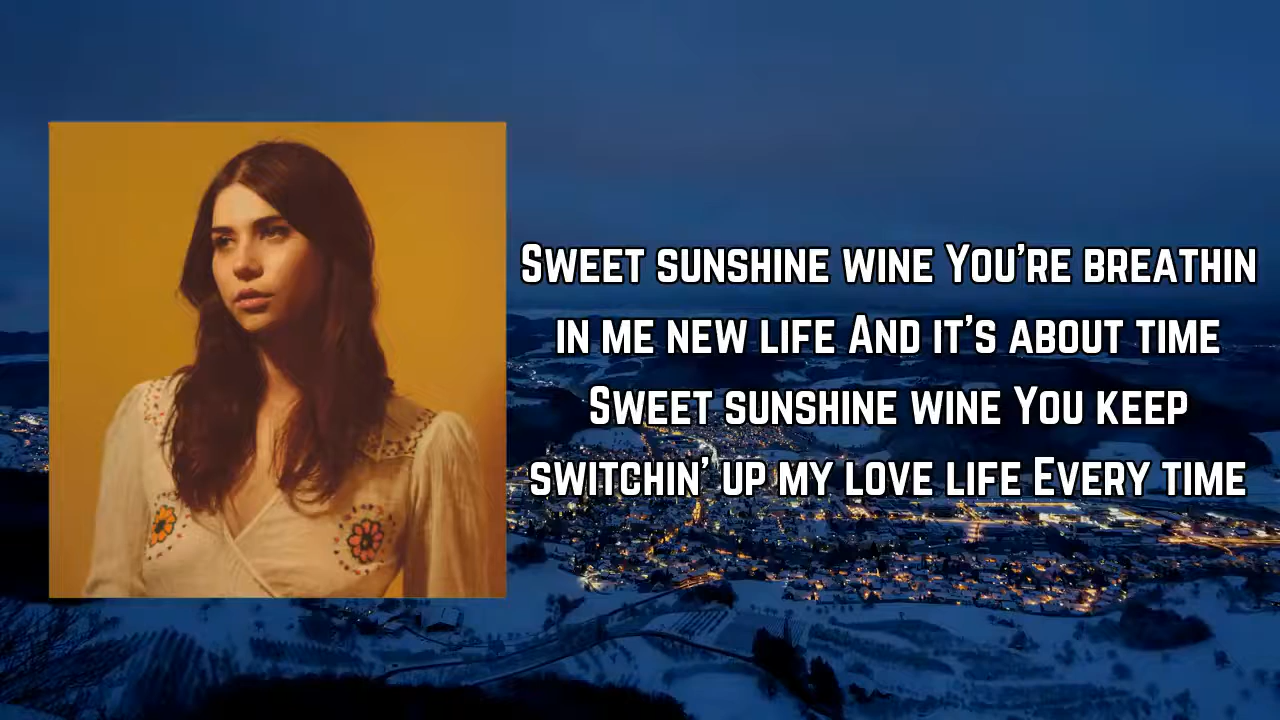 Sweet sunshine wine You're breathin
in me new life And it's about time
Sweet sunshine wine You keep
switchin' up my love life Every time